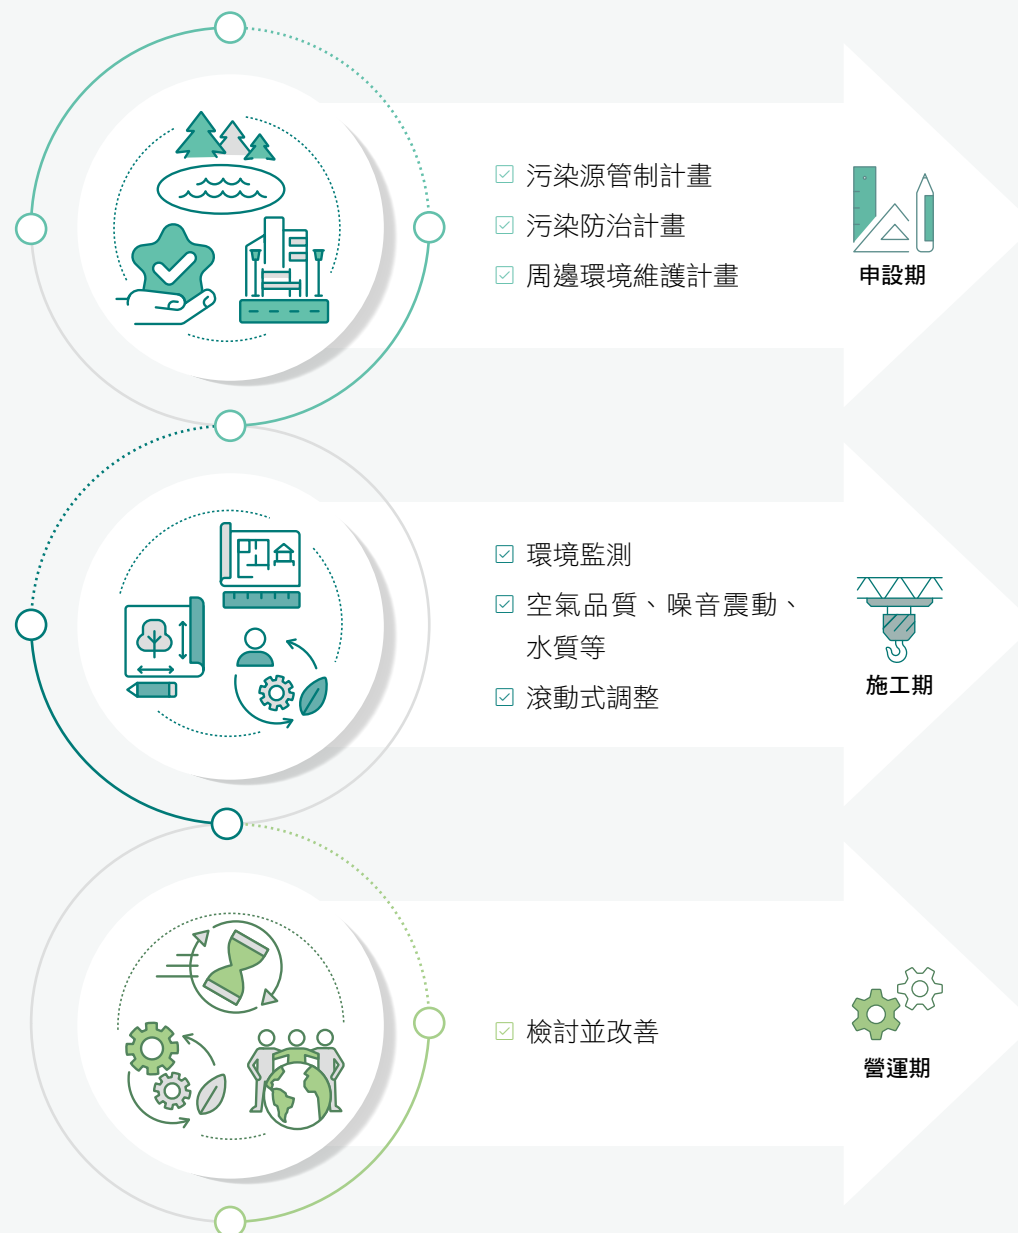 污染源管制計畫
污染防治計畫
周邊環境維護計畫
申設期
環境監測
空氣品質、噪音震動、
水質等
滾動式調整
施工期
檢討並改善
營運期